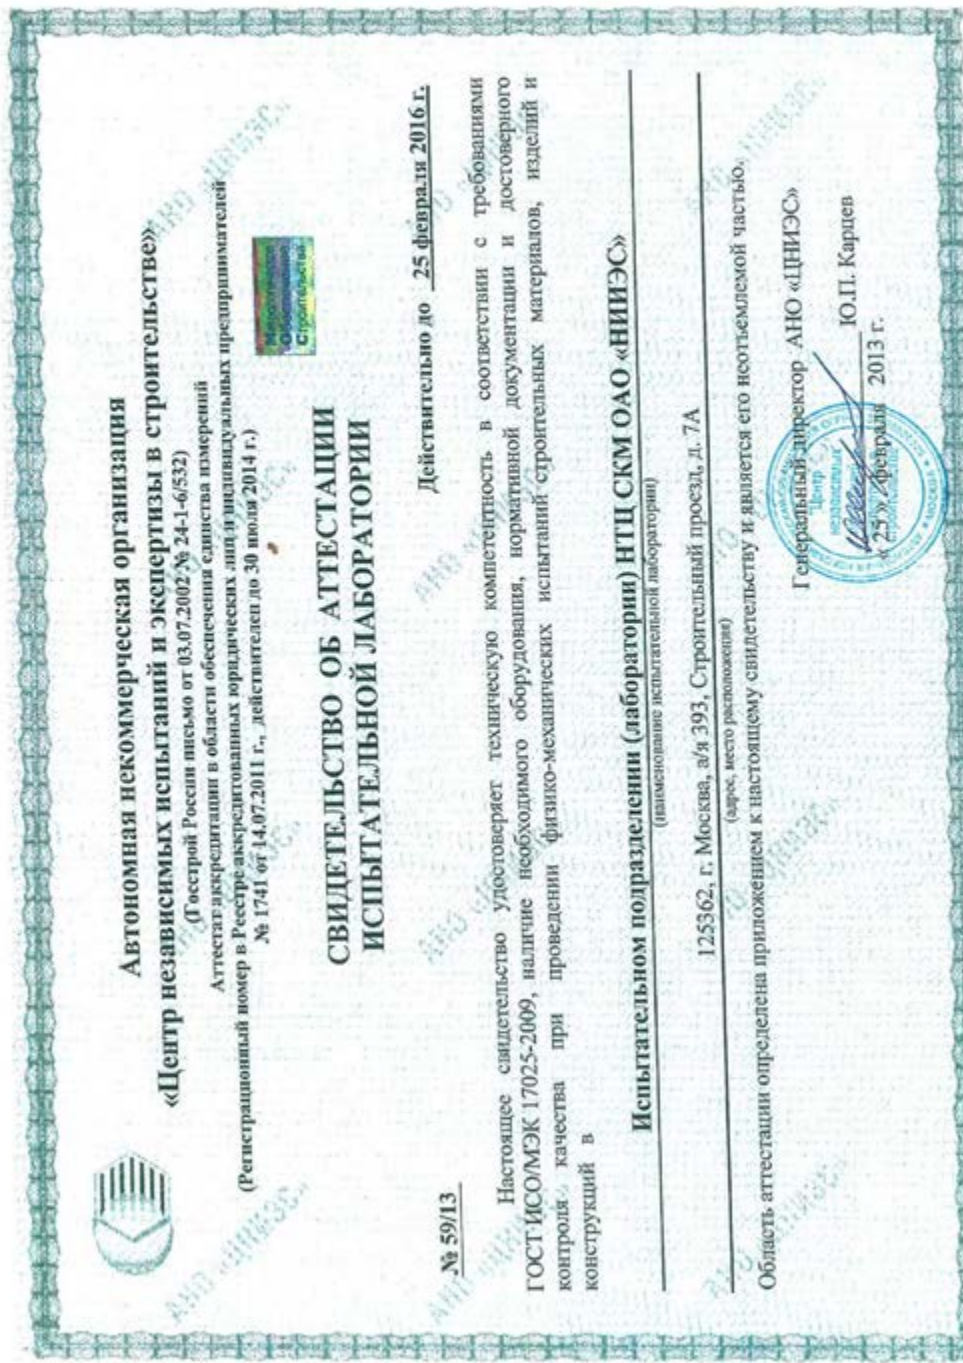 Автономная некоммерческая организация
«Центр независимых испытаний и экспертизы в строительстве»
(Госстрой России письмо от 03.07.2002 № 24-1-6/532)
Аттестат аккредитации в области обеспечения единства измерений
(Регистрационный номер в Реестре аккредитованных юридических лиц и индивидуальных предпринимателей
№ 1741 от 14.07.2011 г., действителен до 30 июля 2014 г.)
СВИДЕТЕЛЬСТВО ОБ АТТЕСТАЦИИ
ИСПЫТАТЕЛЬНОЙ ЛАБОРАТОРИИ
№ 59/13 Действительно до 25 февраля 2016 г.
Настоящее свидетельство удостоверяет техническую компетентность в соответствии с требованиями
ГОСТ ИСО/МЭК 17025-2009, наличие необходимого оборудования, нормативной документации и достоверного
контроля качества при проведении физико-механических испытаний строительных материалов, изделий и
конструкций в
Испытательном подразделении (лаборатории) НТЦ СКМ ОАО «НИИЭС»
(наименование испытательной лаборатории)
125362, г. Москва, а/я 393, Строительный проезд, д. 7А
(адрес, место расположения)
Область аттестации определена приложением к настоящему свидетельству и является его неотъемлемой частью.
Генеральный директор АНО «ЦНИЭС»
Ю.П. Карцев
« 25 » февраля 2013 г.